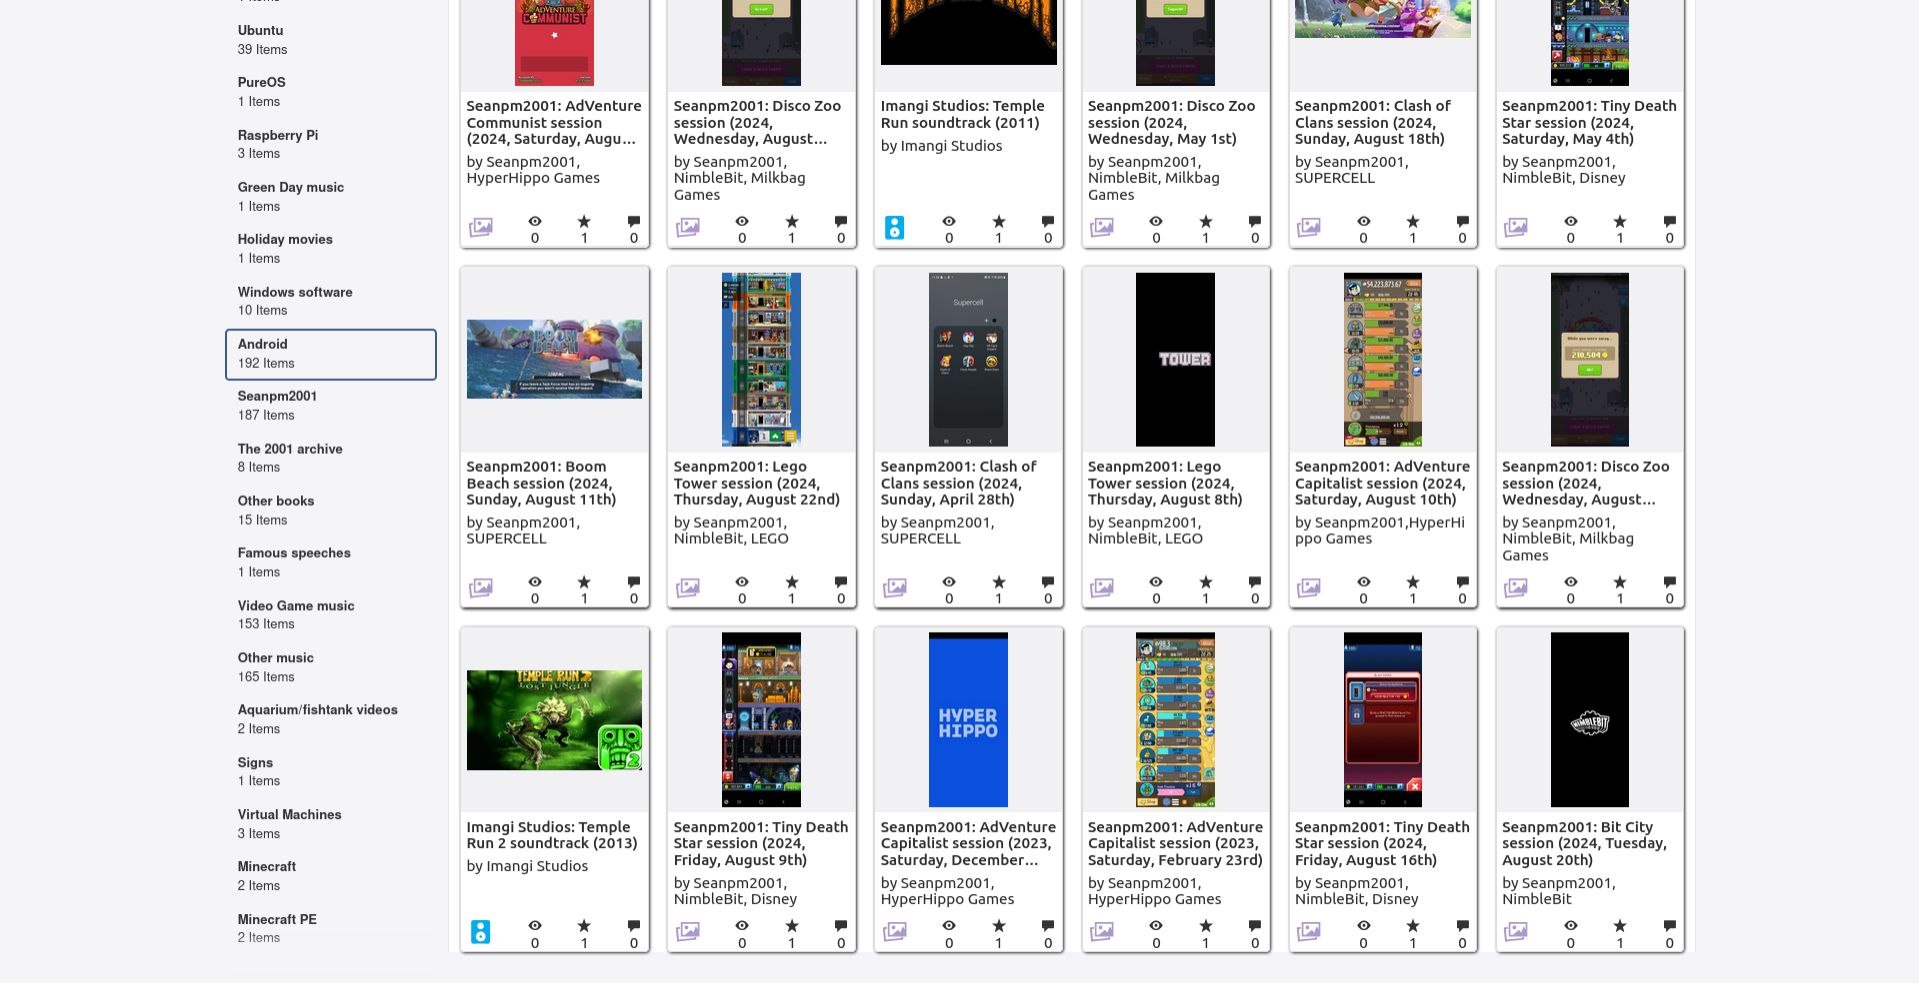 Ubuntu
39 Items
PureOS
1 Items
Raspberry Pi
3 Items
Green Day music
1 Items
Holiday movies
1 Items
Windows software
10 Items
Android
192 Items
Seanpm2001
187 Items
The 2001 archive
8 Items
Other books
15 Items
Famous speeches
1 Items
Video Game music
153 Items
Other music
165 Items
Aquarium/fishtank videos
2 Items
Signs
1 Items
Virtual Machines
3 Items
Minecraft
2 Items
Minecraft PE
2 Items
ADVENTURE
COMMUNIST
Seanpm2001: AdVenture
Communist session
(2024, Saturday, Augu...
by Seanpm2001,
HyperHippo Games
0 1 0
Seanpm2001: Disco Zoo
session (2024,
Wednesday, August...
by Seanpm2001,
NimbleBit, Milkbag
Games
0 1 0
Imangi Studios: Temple
Run soundtrack (2011)
by Imangi Studios
0 1 0
Seanpm2001: Disco Zoo
session (2024,
Wednesday, May 1st)
by Seanpm2001,
NimbleBit, Milkbag
Games
0 1 0
Seanpm2001: Clash of
Clans session (2024,
Sunday, August 18th)
by Seanpm2001,
SUPERCELL
0 1 0
Seanpm2001: Tiny Death
Star session (2024,
Saturday, May 4th)
by Seanpm2001,
NimbleBit, Disney
0 1 0
BOOM
BEACH
Seanpm2001: Boom
Beach session (2024,
Sunday, August 11th)
by Seanpm2001,
SUPERCELL
0 1 0
Seanpm2001: Lego
Tower session (2024,
Thursday, August 22nd)
by Seanpm2001,
NimbleBit, LEGO
0 1 0
Supercell
Seanpm2001: Clash of
Clans session (2024,
Sunday, April 28th)
by Seanpm2001,
SUPERCELL
0 1 0
TOWER
Seanpm2001: Lego
Tower session (2024,
Thursday, August 8th)
by Seanpm2001,
NimbleBit, LEGO
0 1 0
54,223,873.67
Seanpm2001: AdVenture
Capitalist session (2024,
Saturday, August 10th)
by Seanpm2001,HyperHi
ppo Games
0 1 0
While you were away...
210,504
Seanpm2001: Disco Zoo
session (2024,
Wednesday, August...
by Seanpm2001,
NimbleBit, Milkbag
Games
0 1 0
TEMPLE RUN 2
LOST JUNGLE
2
Imangi Studios: Temple
Run 2 soundtrack (2013)
by Imangi Studios
0 1 0
Seanpm2001: Tiny Death
Star session (2024,
Friday, August 9th)
by Seanpm2001,
NimbleBit, Disney
0 1 0
HYPER
HIPPO
Seanpm2001: AdVenture
Capitalist session (2023,
Saturday, December...
by Seanpm2001,
HyperHippo Games
0 1 0
Seanpm2001: AdVenture
Capitalist session (2023,
Saturday, February 23rd)
by Seanpm2001,
HyperHippo Games
0 1 0
Seanpm2001: Tiny Death
Star session (2024,
Friday, August 16th)
by Seanpm2001,
NimbleBit, Disney
0 1 0
NIMBLEBIT
Seanpm2001: Bit City
session (2024, Tuesday,
August 20th)
by Seanpm2001,
NimbleBit
0 1 0